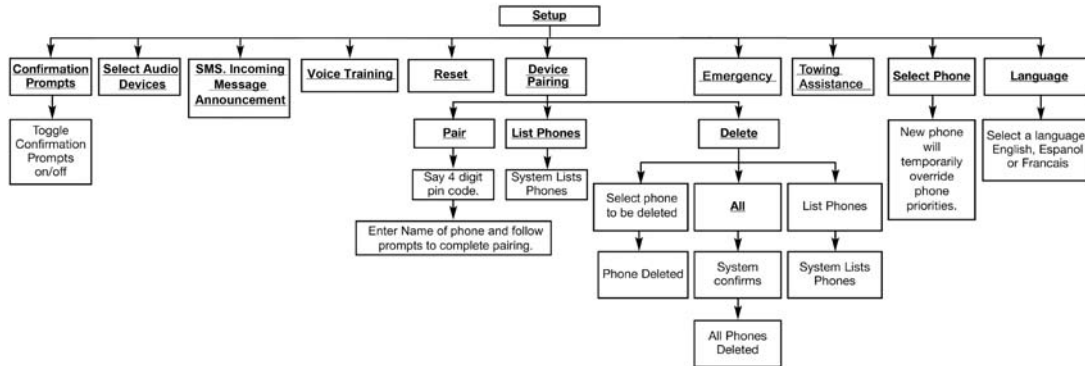 Setup
Confirmation
Prompts
Select Audio
Devices
SMS. Incoming
Message
Announcement
Voice Training
Reset
Device
Pairing
Emergency
Towing
Assistance
Select Phone
Language
Toggle
Confirmation
Prompts
on/off
Pair
List Phones
Delete
New phone
will
temporarily
override
phone
priorities.
Select a language
English, Espanol
or Francais
Say 4 digit
pin code.
System Lists
Phones
Enter Name of phone and follow
prompts to complete pairing.
Select phone
to be deleted
All
List Phones
Phone Deleted
System
confirms
System Lists
Phones
All Phones
Deleted